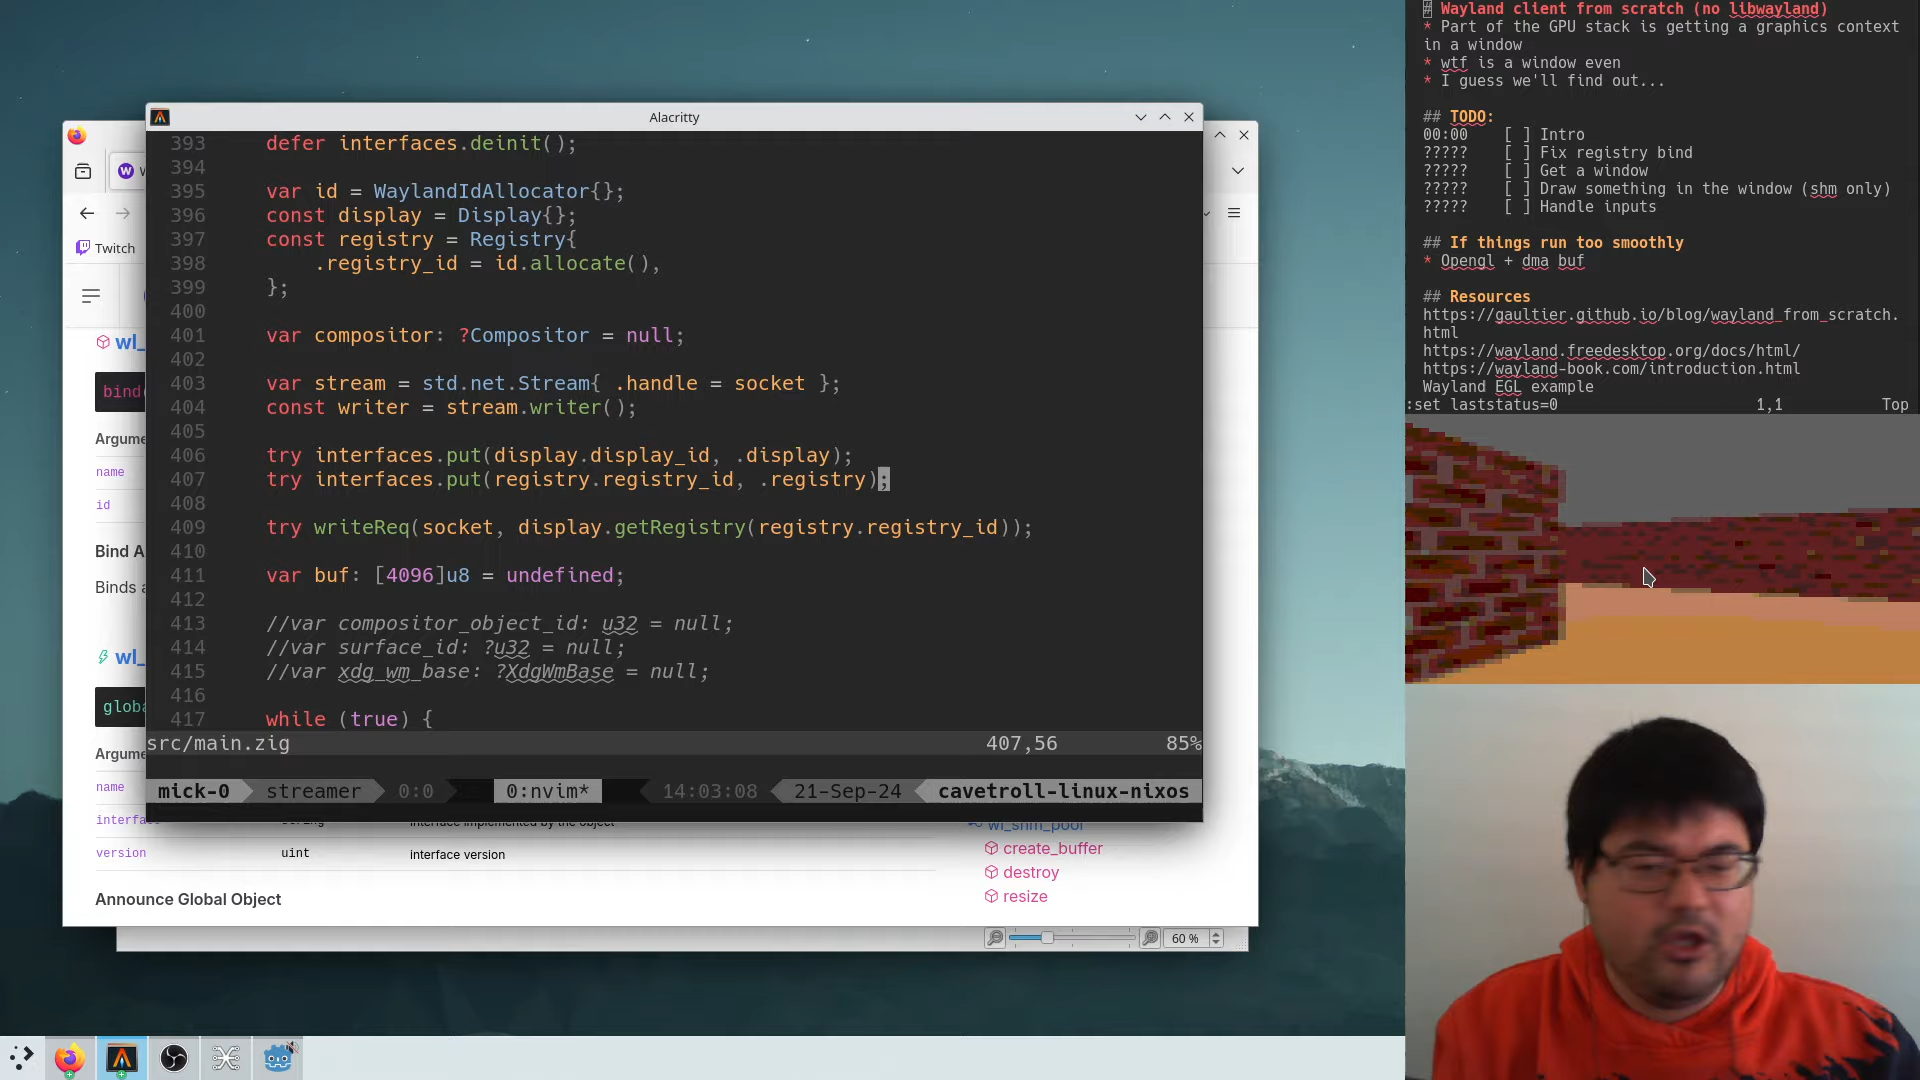 Alacritty
393 defer interfaces.deinit();
394
395 var id = WaylandIdAllocator{};
396 const display = Display{};
397 const registry = Registry{
398 .registry_id = id.allocate(),
399 };
400
401 var compositor: ?Compositor = null;
402
403 var stream = std.net.Stream{ .handle = socket };
404 const writer = stream.writer();
405
406 try interfaces.put(display.display_id, .display);
407 try interfaces.put(registry.registry_id, .registry);
408
409 try writeReq(socket, display.getRegistry(registry.registry_id));
410
411 var buf: [4096]u8 = undefined;
412
413 //var compositor_object_id: u32 = null;
414 //var surface_id: ?u32 = null;
415 //var xdg_wm_base: ?XdgWmBase = null;
416
417 while (true) {
src/main.zig 407,56 85%
mick-0 streamer 0:0 0:nvim* 14:03:08 21-Sep-24 cavetroll-linux-nixos
Twitch
wl_
bind
Argume
name
id
Bind A
Binds a
wl_
globa
Argume
name
interfac
interface implemented by the object
version uint interface version
Announce Global Object
wl_shm_pool
create_buffer
destroy
resize
60 %
# Wayland client from scratch (no libwayland)
* Part of the GPU stack is getting a graphics context
in a window
* wtf is a window even
* I guess we'll find out...
## TODO:
00:00 [ ] Intro
????? [ ] Fix registry bind
????? [ ] Get a window
????? [ ] Draw something in the window (shm only)
????? [ ] Handle inputs
## If things run too smoothly
* Opengl + dma buf
## Resources
https://gaultier.github.io/blog/wayland_from_scratch.
html
https://wayland.freedesktop.org/docs/html/
https://wayland-book.com/introduction.html
Wayland EGL example
:set laststatus=0 1,1 Top